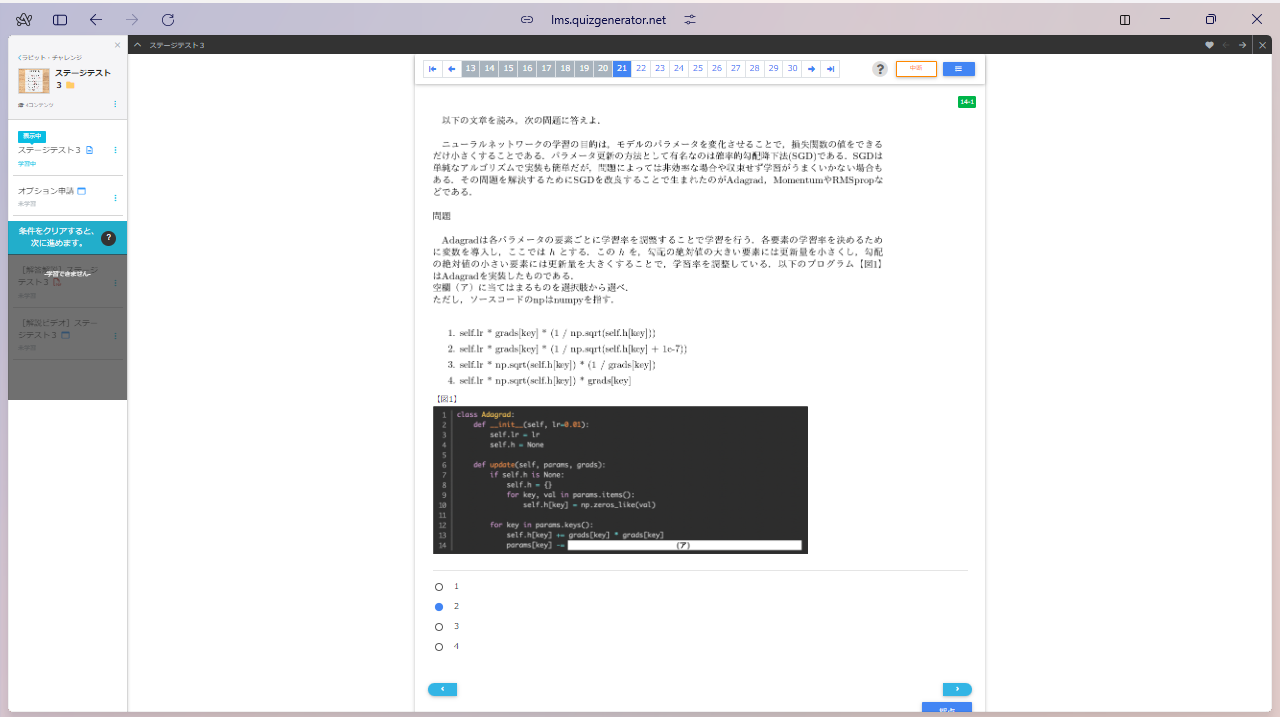 lms.quizgenerator.net
ステージテスト３
ラピット・チャレンジ
ステージテスト
３
表示中
ステージテスト３
学習中
オプション申請
未学習
条件をクリアすると、
次に進めます。
?
学習できません
テスト３
未学習
［解説ビデオ］ステー
ジテスト３
未学習
13 14 15 16 17 18 19 20 21 22 23 24 25 26 27 28 29 30
?
中断
14-1
以下の文章を読み，次の問題に答えよ．
ニューラルネットワークの学習の目的は，モデルのパラメータを変化させることで，損失関数の値をできる
だけ小さくすることである．パラメータ更新の方法として有名なのは確率的勾配降下法(SGD)である．SGDは
単純なアルゴリズムで実装も簡単だが，問題によっては非効率な場合や収束せず学習がうまくいかない場合も
ある．その問題を解決するためにSGDを改良することで生まれたのがAdagrad，MomentumやRMSpropな
どである．
問題
Adagradは各パラメータの要素ごとに学習率を調整することで学習を行う．各要素の学習率を決めるため
に変数を導入し，ここでは h とする．この h を，勾配の絶対値の大きい要素には更新量を小さくし，勾配
の絶対値の小さい要素には更新量を大きくすることで，学習率を調整している．以下のプログラム【図1】
はAdagradを実装したものである．
空欄（ア）に当てはまるものを選択肢から選べ．
ただし，ソースコードのnpはnumpyを指す．
1. self.lr * grads[key] * (1 / np.sqrt(self.h[key]))
2. self.lr * grads[key] * (1 / np.sqrt(self.h[key] + 1e-7))
3. self.lr * np.sqrt(self.h[key]) * (1 / grads[key])
4. self.lr * np.sqrt(self.h[key]) * grads[key]
【図1】
1 class Adagrad:
2 def __init__(self, lr=0.01):
3 self.lr = lr
4 self.h = None
5
6 def update(self, params, grads):
7 if self.h is None:
8 self.h = {}
9 for key, val in params.items():
10 self.h[key] = np.zeros_like(val)
11
12 for key in params.keys():
13 self.h[key] += grads[key] * grads[key]
14 params[key] -= (ア)
1
2
3
4